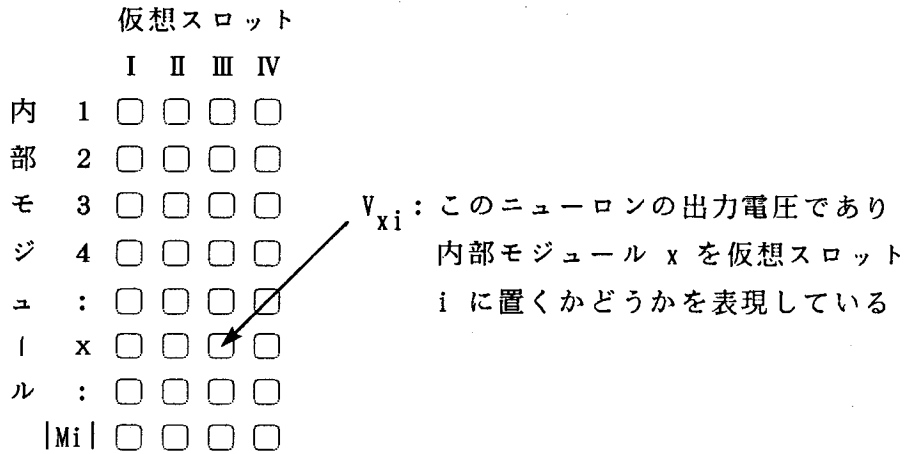 仮想スロット
Ⅰ Ⅱ Ⅲ Ⅳ
内部モジュール
1
2
3
4
:
x
:
|Mi|
Vxi:このニューロンの出力電圧であり
内部モジュール x を仮想スロット
i に置くかどうかを表現している